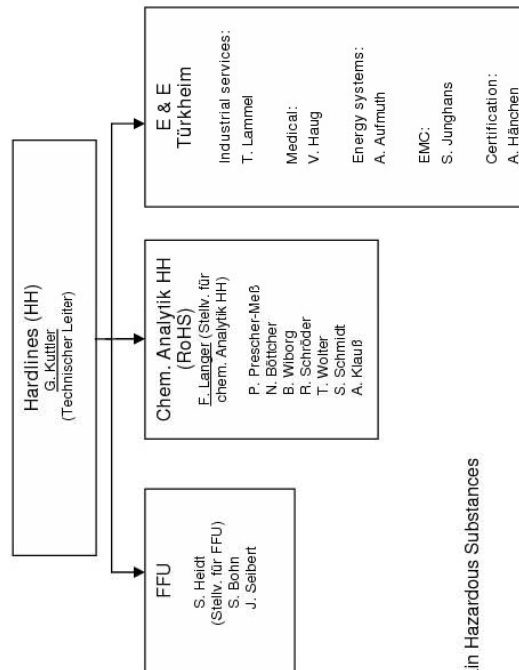 Hardlines (HH)
G. Kuttler
(Technischer Leiter)
FFU
S. Heidt
(Stellv. für FFU)
S. Bohn
J. Seibert
Chem. Analytik HH
(RoHS)
F. Langer (Stellv. für
chem. Analytik HH)
P. Prescher-Meß
N. Böttcher
B. Wiborg
R. Schröder
T. Wolter
S. Schmidt
A. Klauß
E & E
Türkheim
Industrial services:
T. Lammel
Medical:
V. Haug
Energy systems:
A. Aufmuth
EMC:
S. Junghans
Certification:
A. Hänchen
in Hazardous Substances